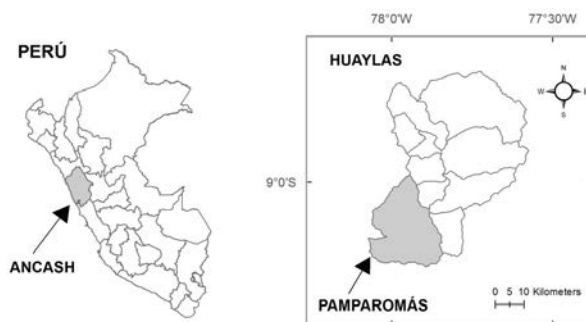 PERÚ
ANCASH
78°0'W
77°30'W
HUAYLAS
N
W
E
S
9°0'S
PAMPAROMÁS
0 5 10 Kilometers